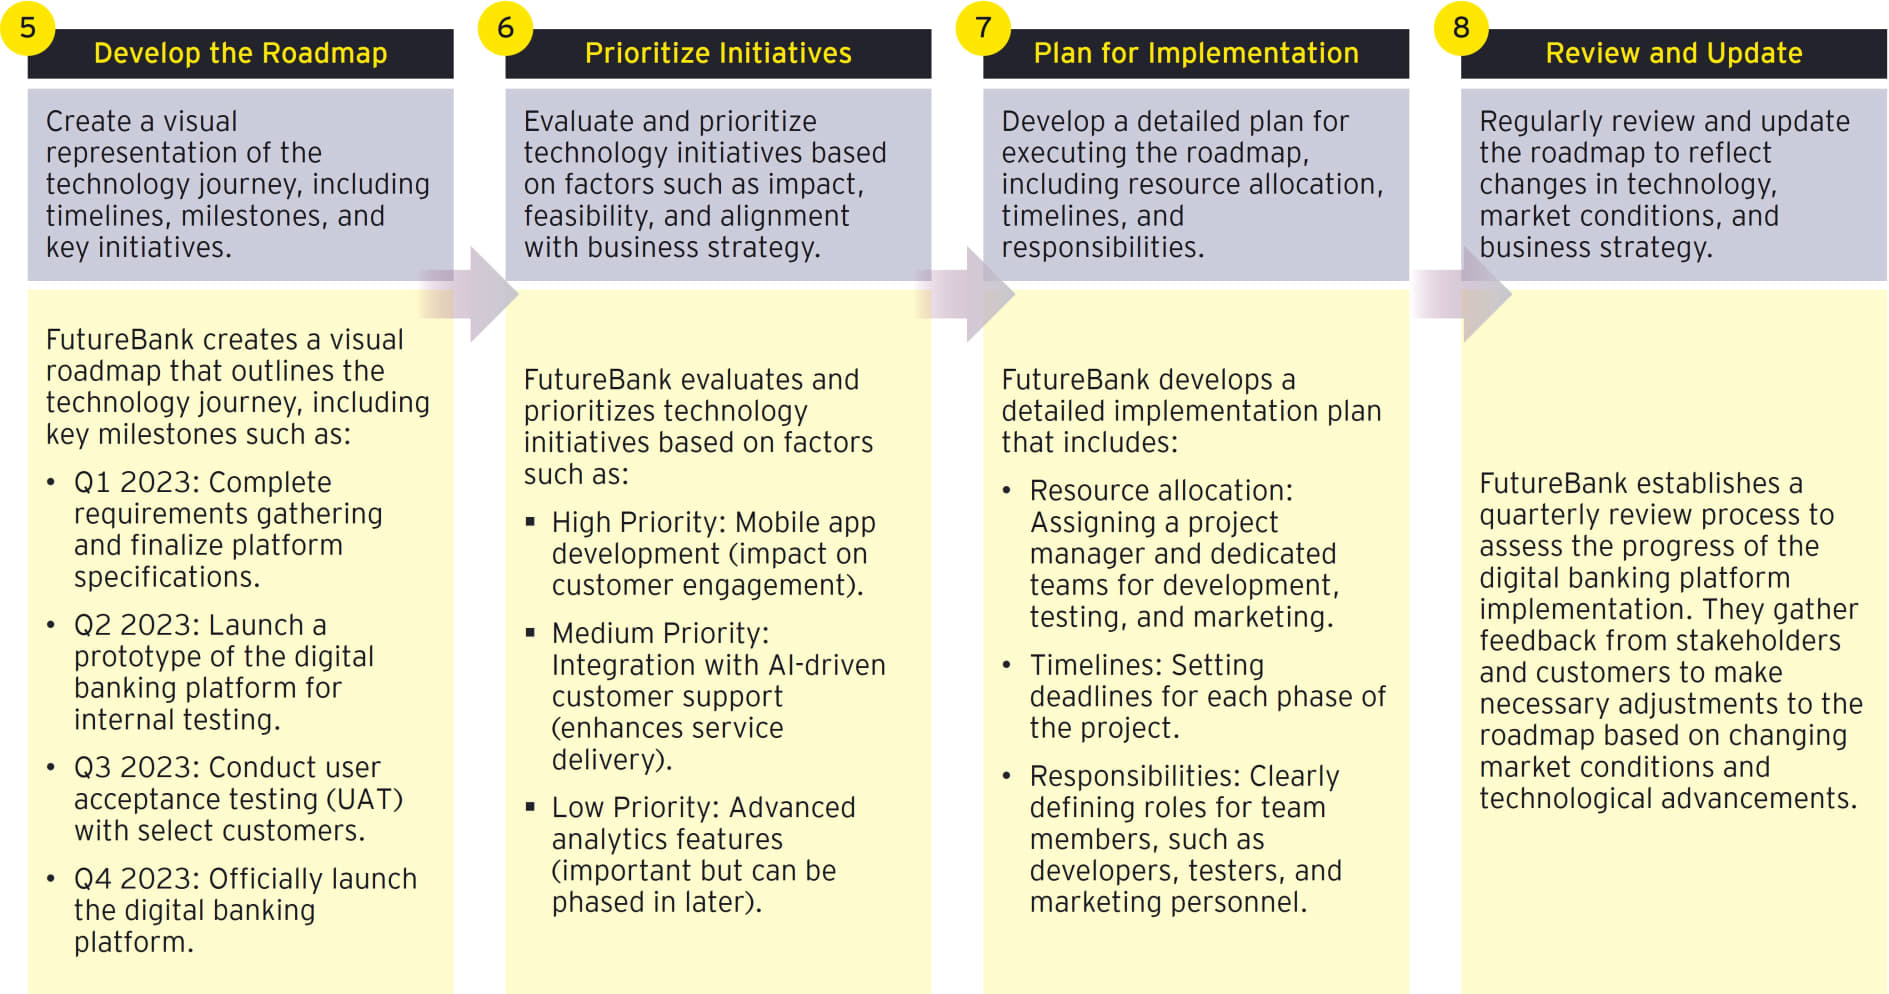 5
Develop the Roadmap
Create a visual
representation of the
technology journey, including
timelines, milestones, and
key initiatives.
FutureBank creates a visual
roadmap that outlines the
technology journey, including
key milestones such as:
• Q1 2023: Complete
requirements gathering
and finalize platform
specifications.
• Q2 2023: Launch a
prototype of the digital
banking platform for
internal testing.
• Q3 2023: Conduct user
acceptance testing (UAT)
with select customers.
• Q4 2023: Officially launch
the digital banking
platform.
6
Prioritize Initiatives
Evaluate and prioritize
technology initiatives based
on factors such as impact,
feasibility, and alignment
with business strategy.
FutureBank evaluates and
prioritizes technology
initiatives based on factors
such as:
▪ High Priority: Mobile app
development (impact on
customer engagement).
▪ Medium Priority:
Integration with AI-driven
customer support
(enhances service
delivery).
▪ Low Priority: Advanced
analytics features
(important but can be
phased in later).
7
Plan for Implementation
Develop a detailed plan for
executing the roadmap,
including resource allocation,
timelines, and
responsibilities.
FutureBank develops a
detailed implementation plan
that includes:
• Resource allocation:
Assigning a project
manager and dedicated
teams for development,
testing, and marketing.
• Timelines: Setting
deadlines for each phase of
the project.
• Responsibilities: Clearly
defining roles for team
members, such as
developers, testers, and
marketing personnel.
8
Review and Update
Regularly review and update
the roadmap to reflect
changes in technology,
market conditions, and
business strategy.
FutureBank establishes a
quarterly review process to
assess the progress of the
digital banking platform
implementation. They gather
feedback from stakeholders
and customers to make
necessary adjustments to the
roadmap based on changing
market conditions and
technological advancements.